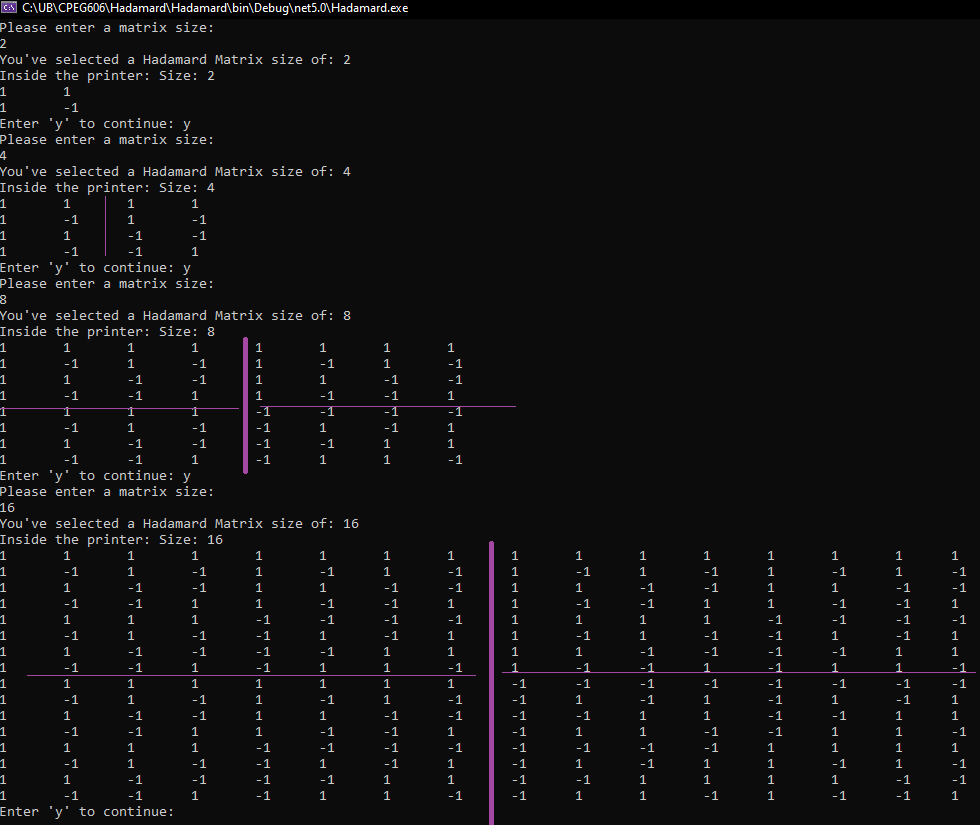 C:\UB\CPEG606\Hadamard\Hadamard\bin\Debug\net5.0\Hadamard.exe
Please enter a matrix size:
2
You've selected a Hadamard Matrix size of: 2
Inside the printer: Size: 2
1 1
1 -1
Enter 'y' to continue: y
Please enter a matrix size:
4
You've selected a Hadamard Matrix size of: 4
Inside the printer: Size: 4
1 1 1 1
1 -1 1 -1
1 1 -1 -1
1 -1 -1 1
Enter 'y' to continue: y
Please enter a matrix size:
8
You've selected a Hadamard Matrix size of: 8
Inside the printer: Size: 8
1 1 1 1 1 1 1 1
1 -1 1 -1 1 -1 1 -1
1 1 -1 -1 1 1 -1 -1
1 -1 -1 1 1 -1 -1 1
1 1 1 1 -1 -1 -1 -1
1 -1 1 -1 -1 1 -1 1
1 1 -1 -1 -1 -1 1 1
1 -1 -1 1 -1 1 1 -1
Enter 'y' to continue: y
Please enter a matrix size:
16
You've selected a Hadamard Matrix size of: 16
Inside the printer: Size: 16
1 1 1 1 1 1 1 1 1 1 1 1 1 1 1 1
1 -1 1 -1 1 -1 1 -1 1 -1 1 -1 1 -1 1 -1
1 1 -1 -1 1 1 -1 -1 1 1 -1 -1 1 1 -1 -1
1 -1 -1 1 1 -1 -1 1 1 -1 -1 1 1 -1 -1 1
1 1 1 1 -1 -1 -1 -1 1 1 1 1 -1 -1 -1 -1
1 -1 1 -1 -1 1 -1 1 1 -1 1 -1 -1 1 -1 1
1 1 -1 -1 -1 -1 1 1 1 1 -1 -1 -1 -1 1 1
1 -1 -1 1 -1 1 1 -1 1 -1 -1 1 -1 1 1 -1
1 1 1 1 1 1 1 1 -1 -1 -1 -1 -1 -1 -1 -1
1 -1 1 -1 1 -1 1 -1 -1 1 -1 1 -1 1 -1 1
1 1 -1 -1 1 1 -1 -1 -1 -1 1 1 -1 -1 1 1
1 -1 -1 1 1 -1 -1 1 -1 1 1 -1 -1 1 1 -1
1 1 1 1 -1 -1 -1 -1 -1 -1 -1 -1 1 1 1 1
1 -1 1 -1 -1 1 -1 1 -1 1 -1 1 1 -1 1 -1
1 1 -1 -1 -1 -1 1 1 -1 -1 1 1 1 1 -1 -1
1 -1 -1 1 -1 1 1 -1 -1 1 1 -1 1 -1 -1 1
Enter 'y' to continue: